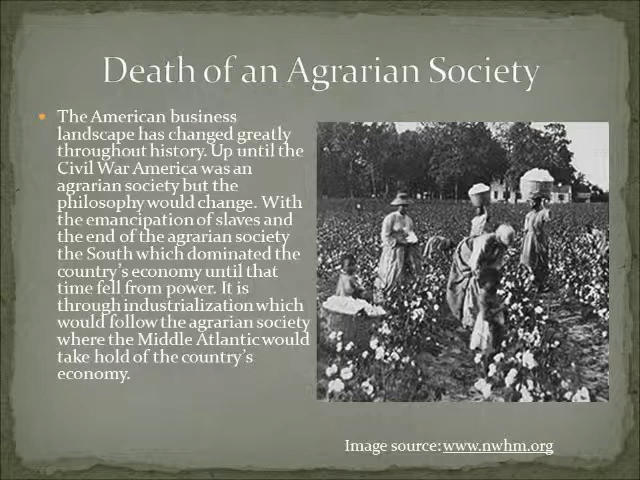 Death of an Agrarian Society
The American business
landscape has changed greatly
throughout history. Up until the
Civil War America was an
agrarian society but the
philosophy would change. With
the emancipation of slaves and
the end of the agrarian society
the South which dominated the
country's economy until that
time fell from power. It is
through industrialization which
would follow the agrarian society
where the Middle Atlantic would
take hold of the country's
economy.
Image source: www.nwhm.org